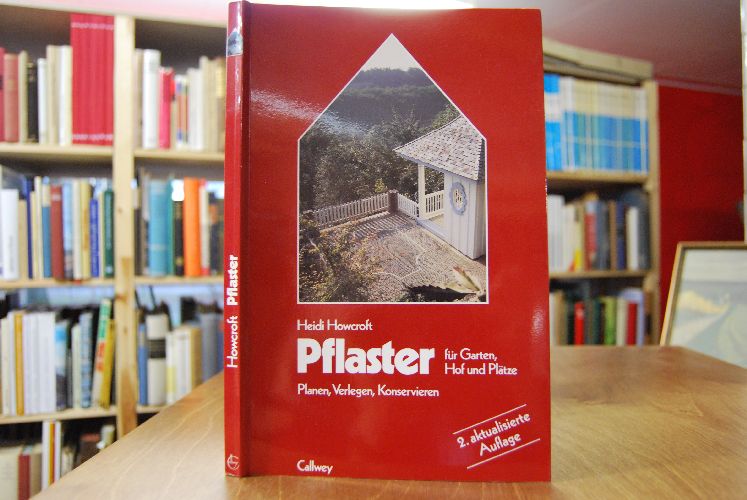 Howcroft Pflaster
Heidi Howcroft
Pflaster für Garten,
Hof und Plätze
Planen, Verlegen, Konservieren
2. aktualisierte
Auflage
Callwey